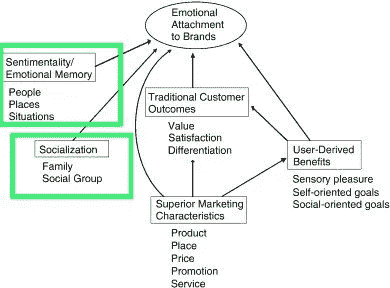 Emotional
Attachment
to Brands
Sentimentality/
Emotional Memory
People
Places
Situations
Traditional Customer
Outcomes
Value
Satisfaction
Differentiation
Socialization
Family
Social Group
User-Derived
Benefits
Sensory pleasure
Self-oriented goals
Social-oriented goals
Superior Marketing
Characteristics
Product
Place
Price
Promotion
Service